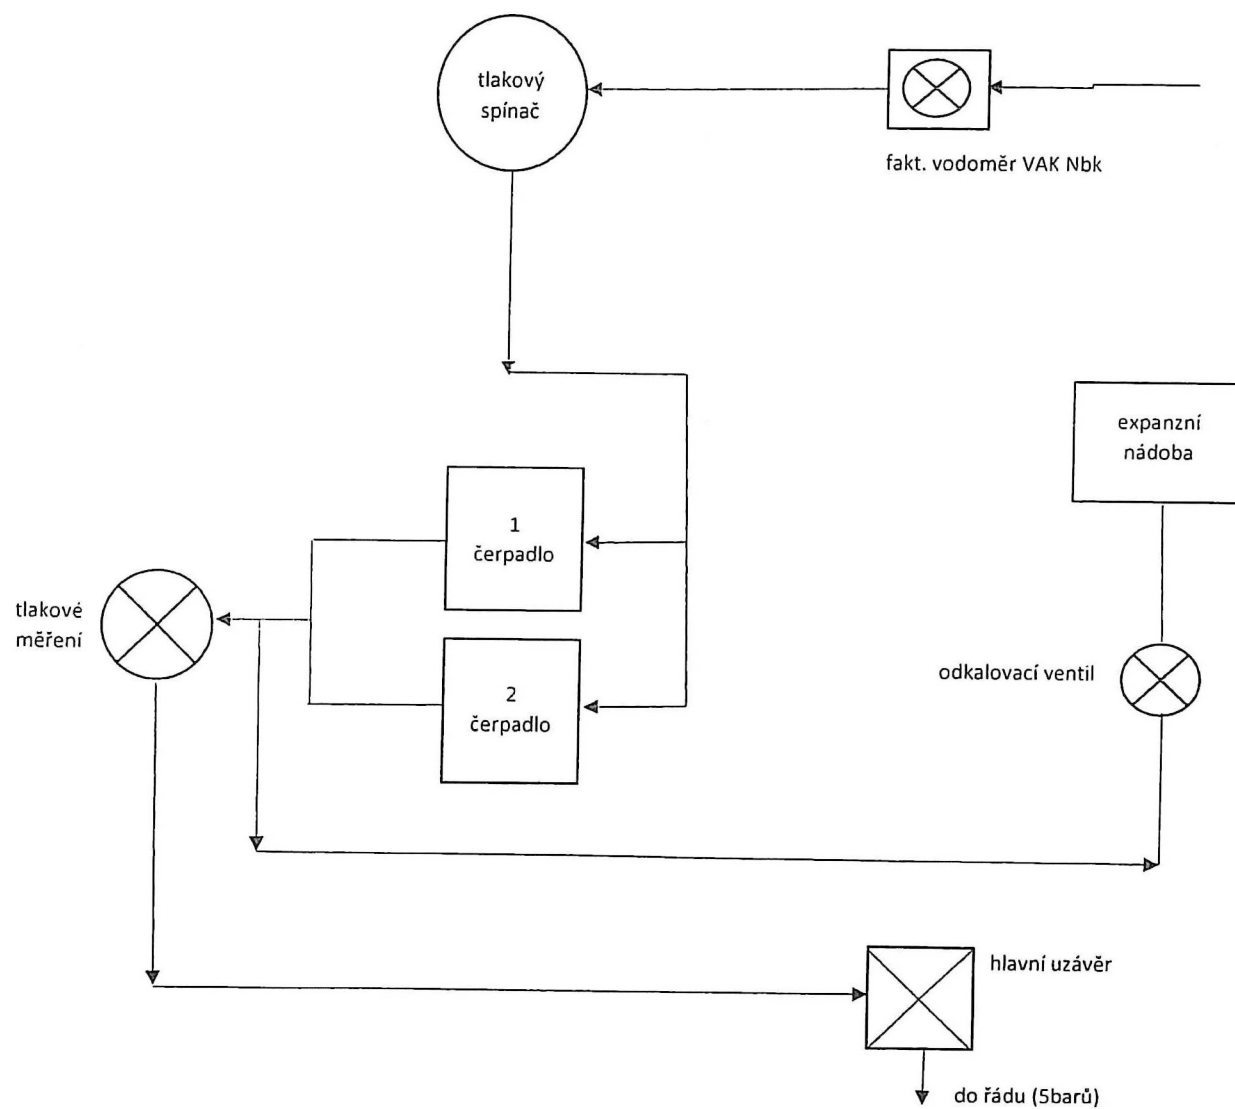 tlakový
spínač
fakt. vodoměr VAK Nbk
expanzní
nádoba
1
čerpadlo
tlakové
měření
2
čerpadlo
odkalovací ventil
hlavní uzávěr
do řádu (5barů)